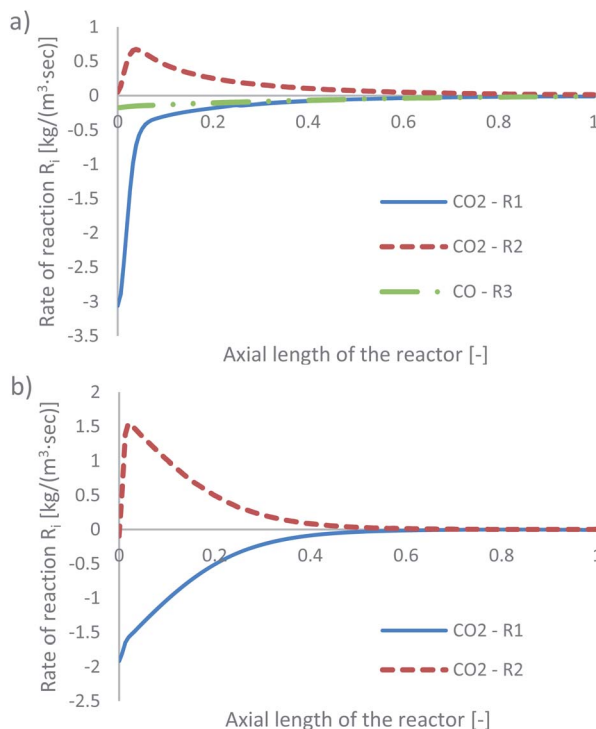 a)
Rate of reaction Ri [kg/(m³·sec)]
1
0.5
0
-0.5
-1
-1.5
-2
-2.5
-3
-3.5
0
0.2
0.4
0.6
0.8
1
CO2 - R1
CO2 - R2
CO - R3
Axial length of the reactor [-]
b)
Rate of reaction Ri [kg/(m³·sec)]
2
1.5
1
0.5
0
-0.5
-1
-1.5
-2
-2.5
0
0.2
0.4
0.6
0.8
1
CO2 - R1
CO2 - R2
Axial length of the reactor [-]